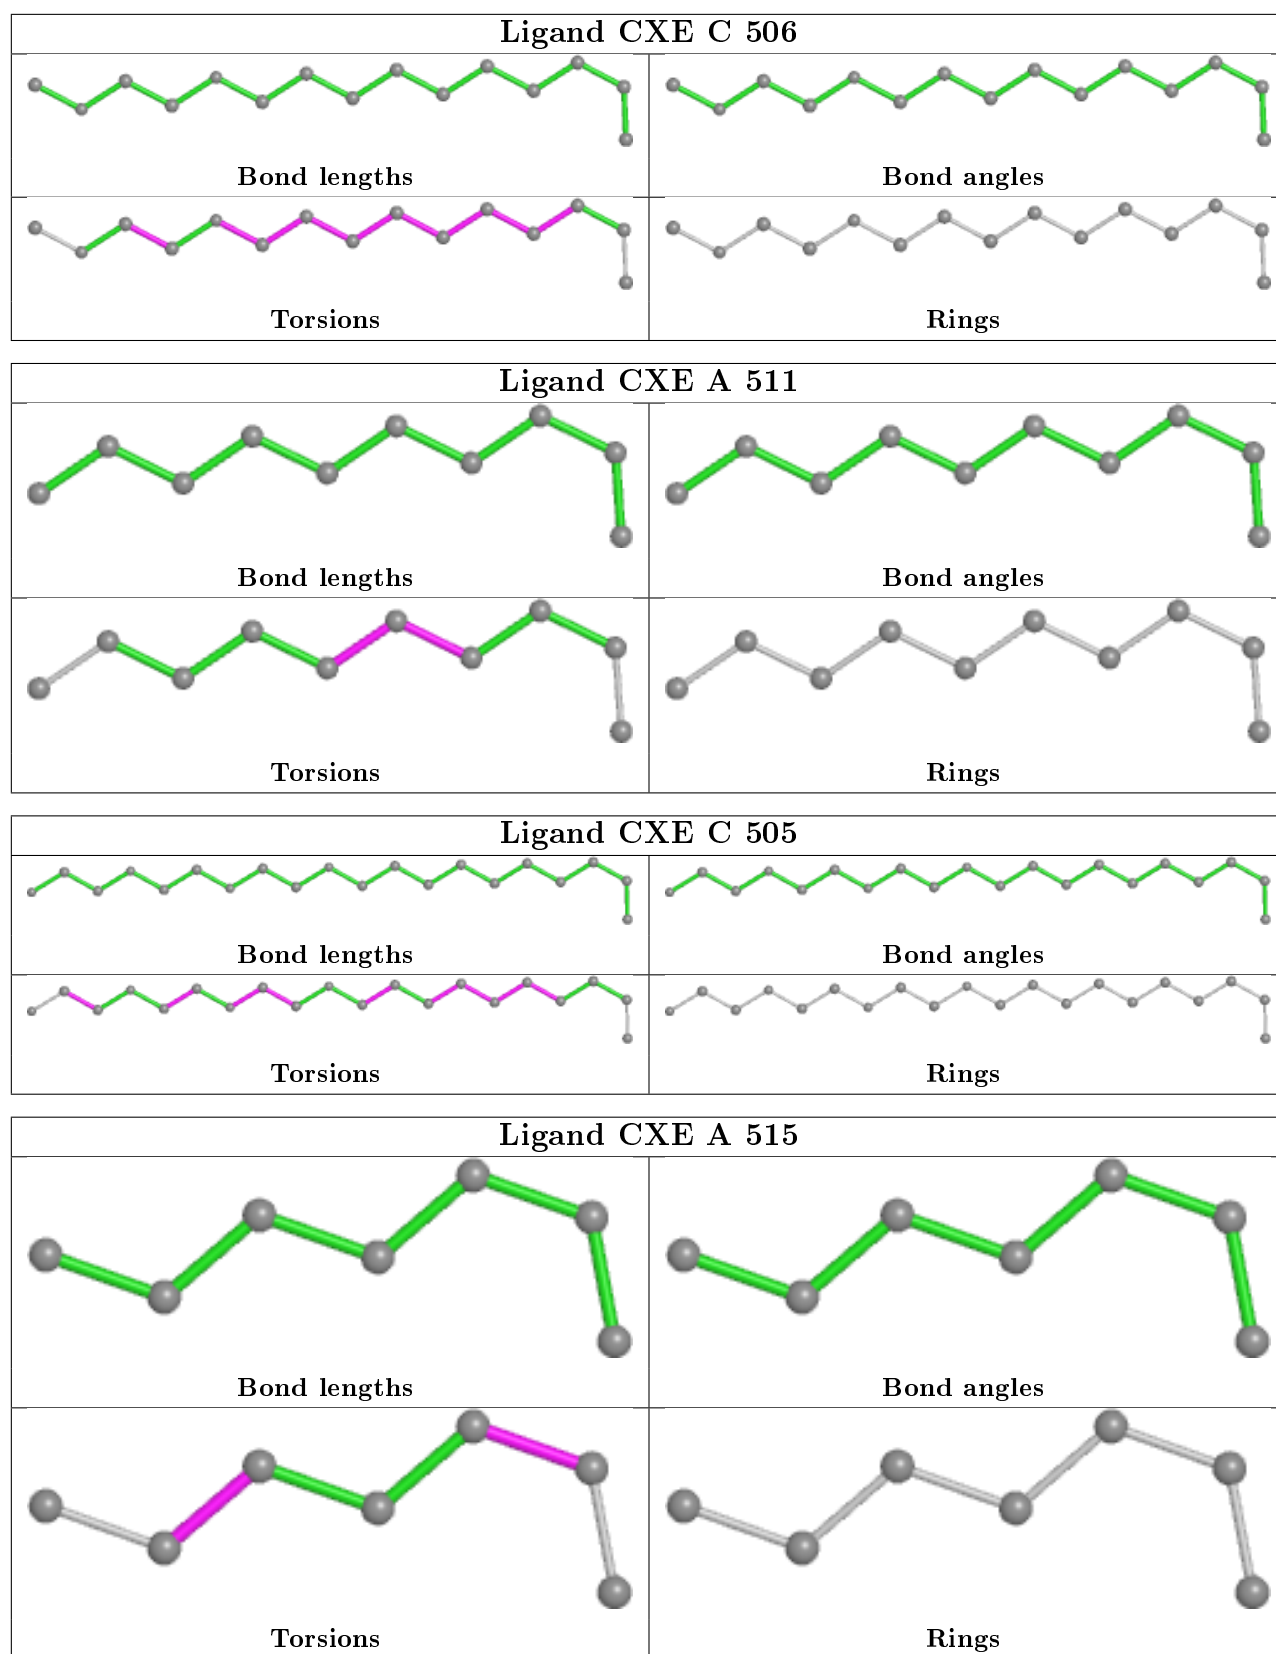 Ligand CXE C 506
Bond lengths
Bond angles
Torsions
Rings
Ligand CXE A 511
Bond lengths
Bond angles
Torsions
Rings
Ligand CXE C 505
Bond lengths
Bond angles
Torsions
Rings
Ligand CXE A 515
Bond lengths
Bond angles
Torsions
Rings